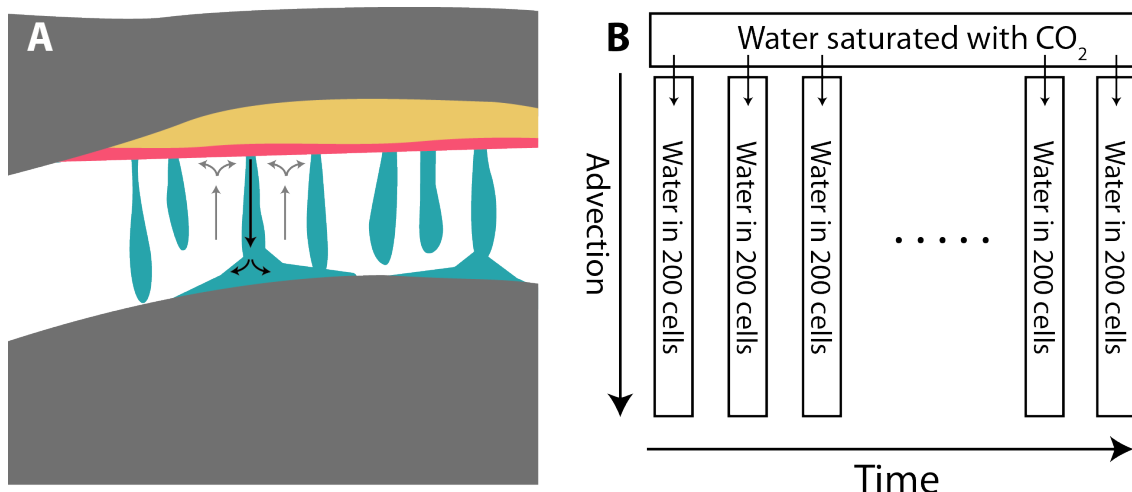 A
B
Water saturated with CO₂
Advection
Water in 200 cells
Water in 200 cells
Water in 200 cells
.....
Water in 200 cells
Water in 200 cells
Time